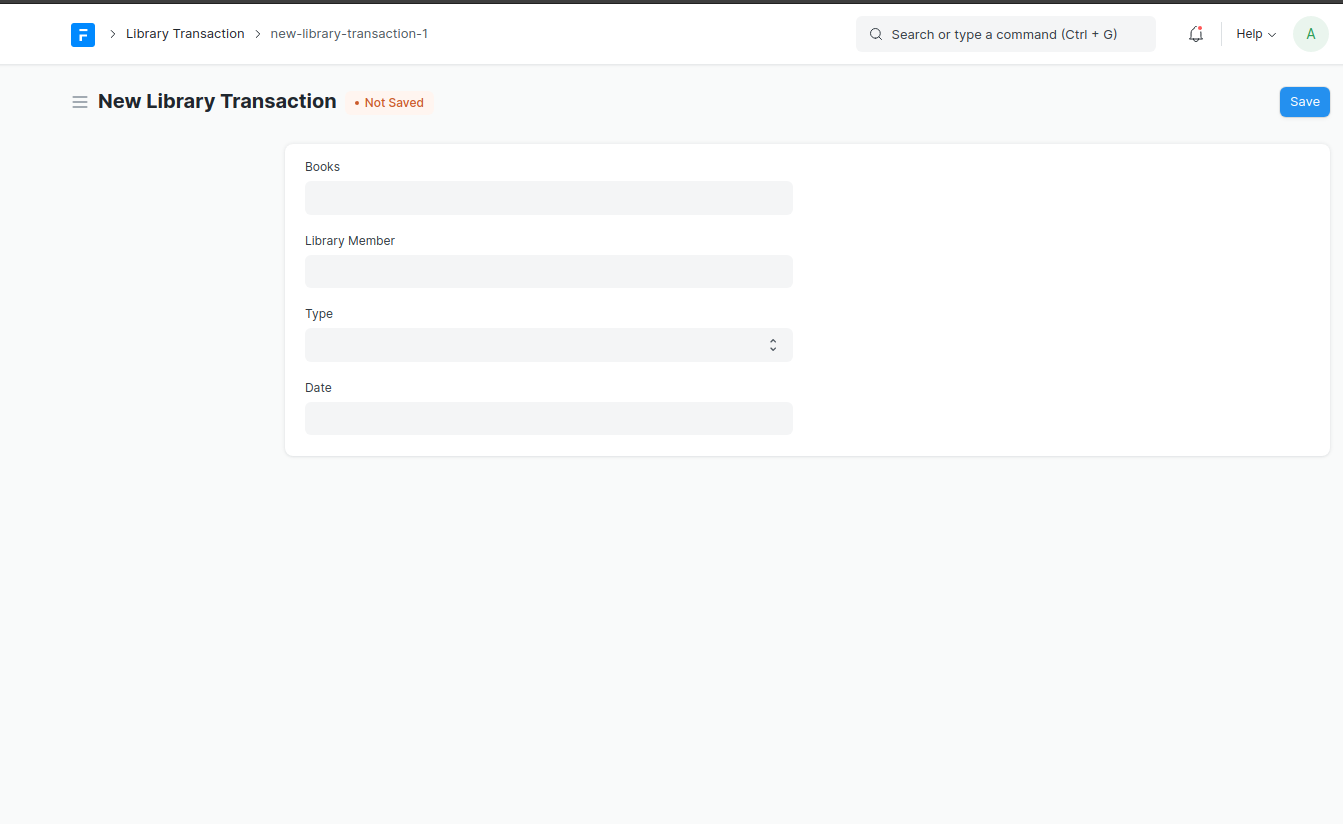 Library Transaction new-library-transaction-1 Search or type a command (Ctrl + G) Help A
New Library Transaction Not Saved Save
Books
Library Member
Type
Date